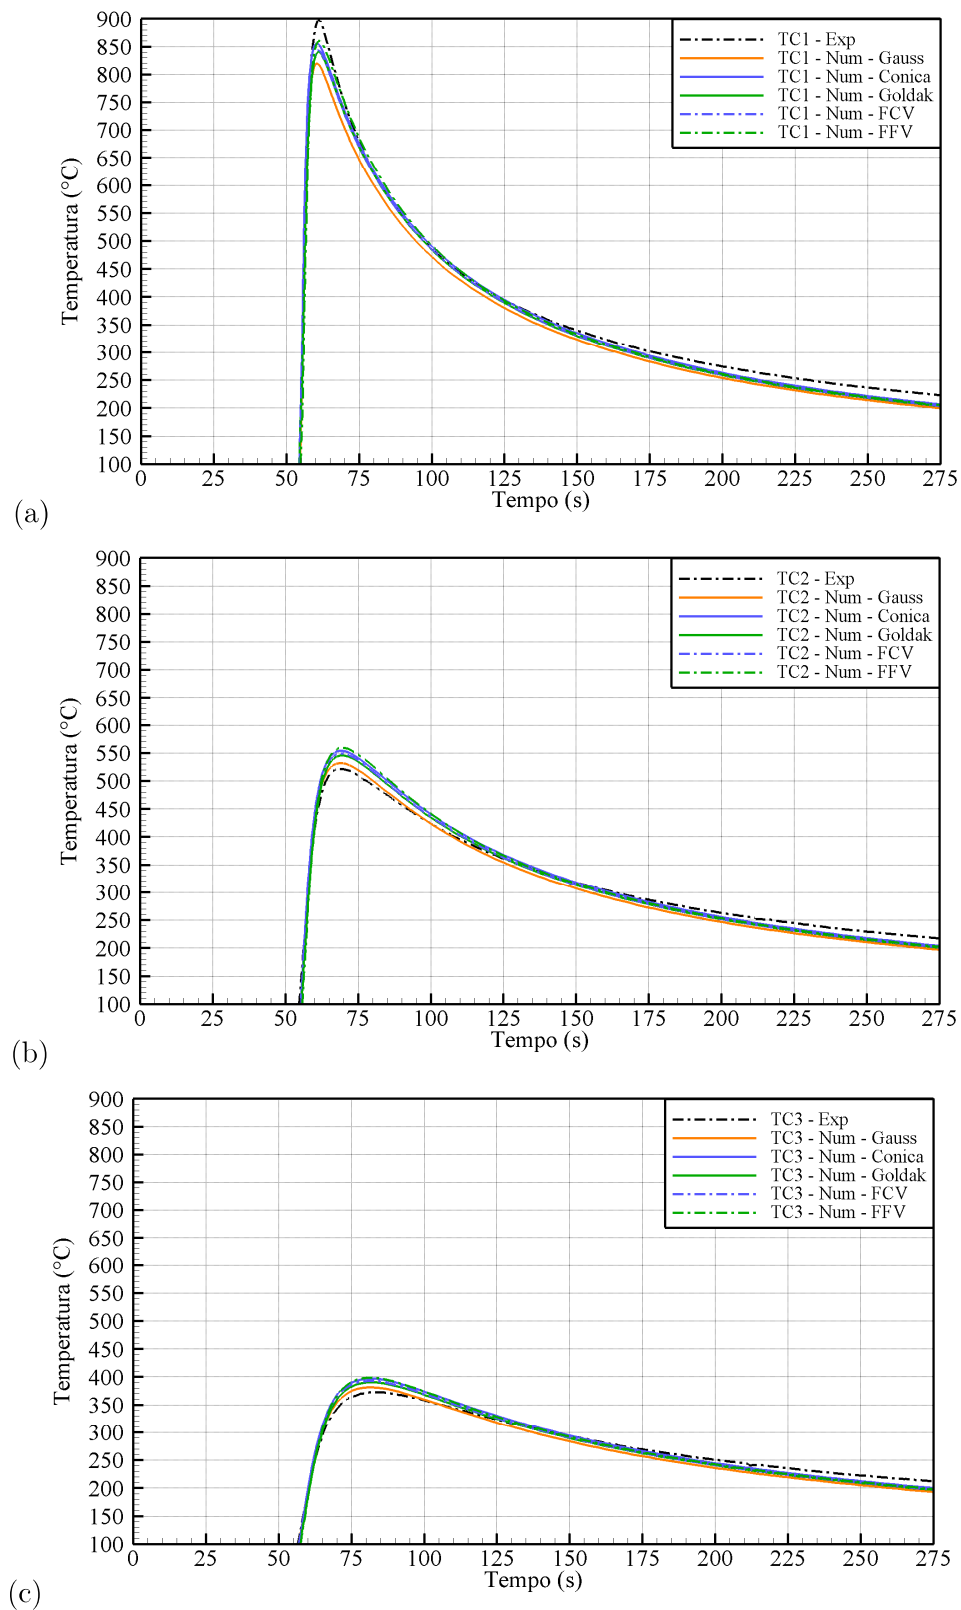 900
850
800
750
700
650
600
550
500
450
400
350
300
250
200
150
100
Temperatura (°C)
0 25 50 75 100 125 150 175 200 225 250 275
Tempo (s)
TC1 - Exp
TC1 - Num - Gauss
TC1 - Num - Conica
TC1 - Num - Goldak
TC1 - Num - FCV
TC1 - Num - FFV
(a)
900
850
800
750
700
650
600
550
500
450
400
350
300
250
200
150
100
Temperatura (°C)
0 25 50 75 100 125 150 175 200 225 250 275
Tempo (s)
TC2 - Exp
TC2 - Num - Gauss
TC2 - Num - Conica
TC2 - Num - Goldak
TC2 - Num - FCV
TC2 - Num - FFV
(b)
900
850
800
750
700
650
600
550
500
450
400
350
300
250
200
150
100
Temperatura (°C)
0 25 50 75 100 125 150 175 200 225 250 275
Tempo (s)
TC3 - Exp
TC3 - Num - Gauss
TC3 - Num - Conica
TC3 - Num - Goldak
TC3 - Num - FCV
TC3 - Num - FFV
(c)